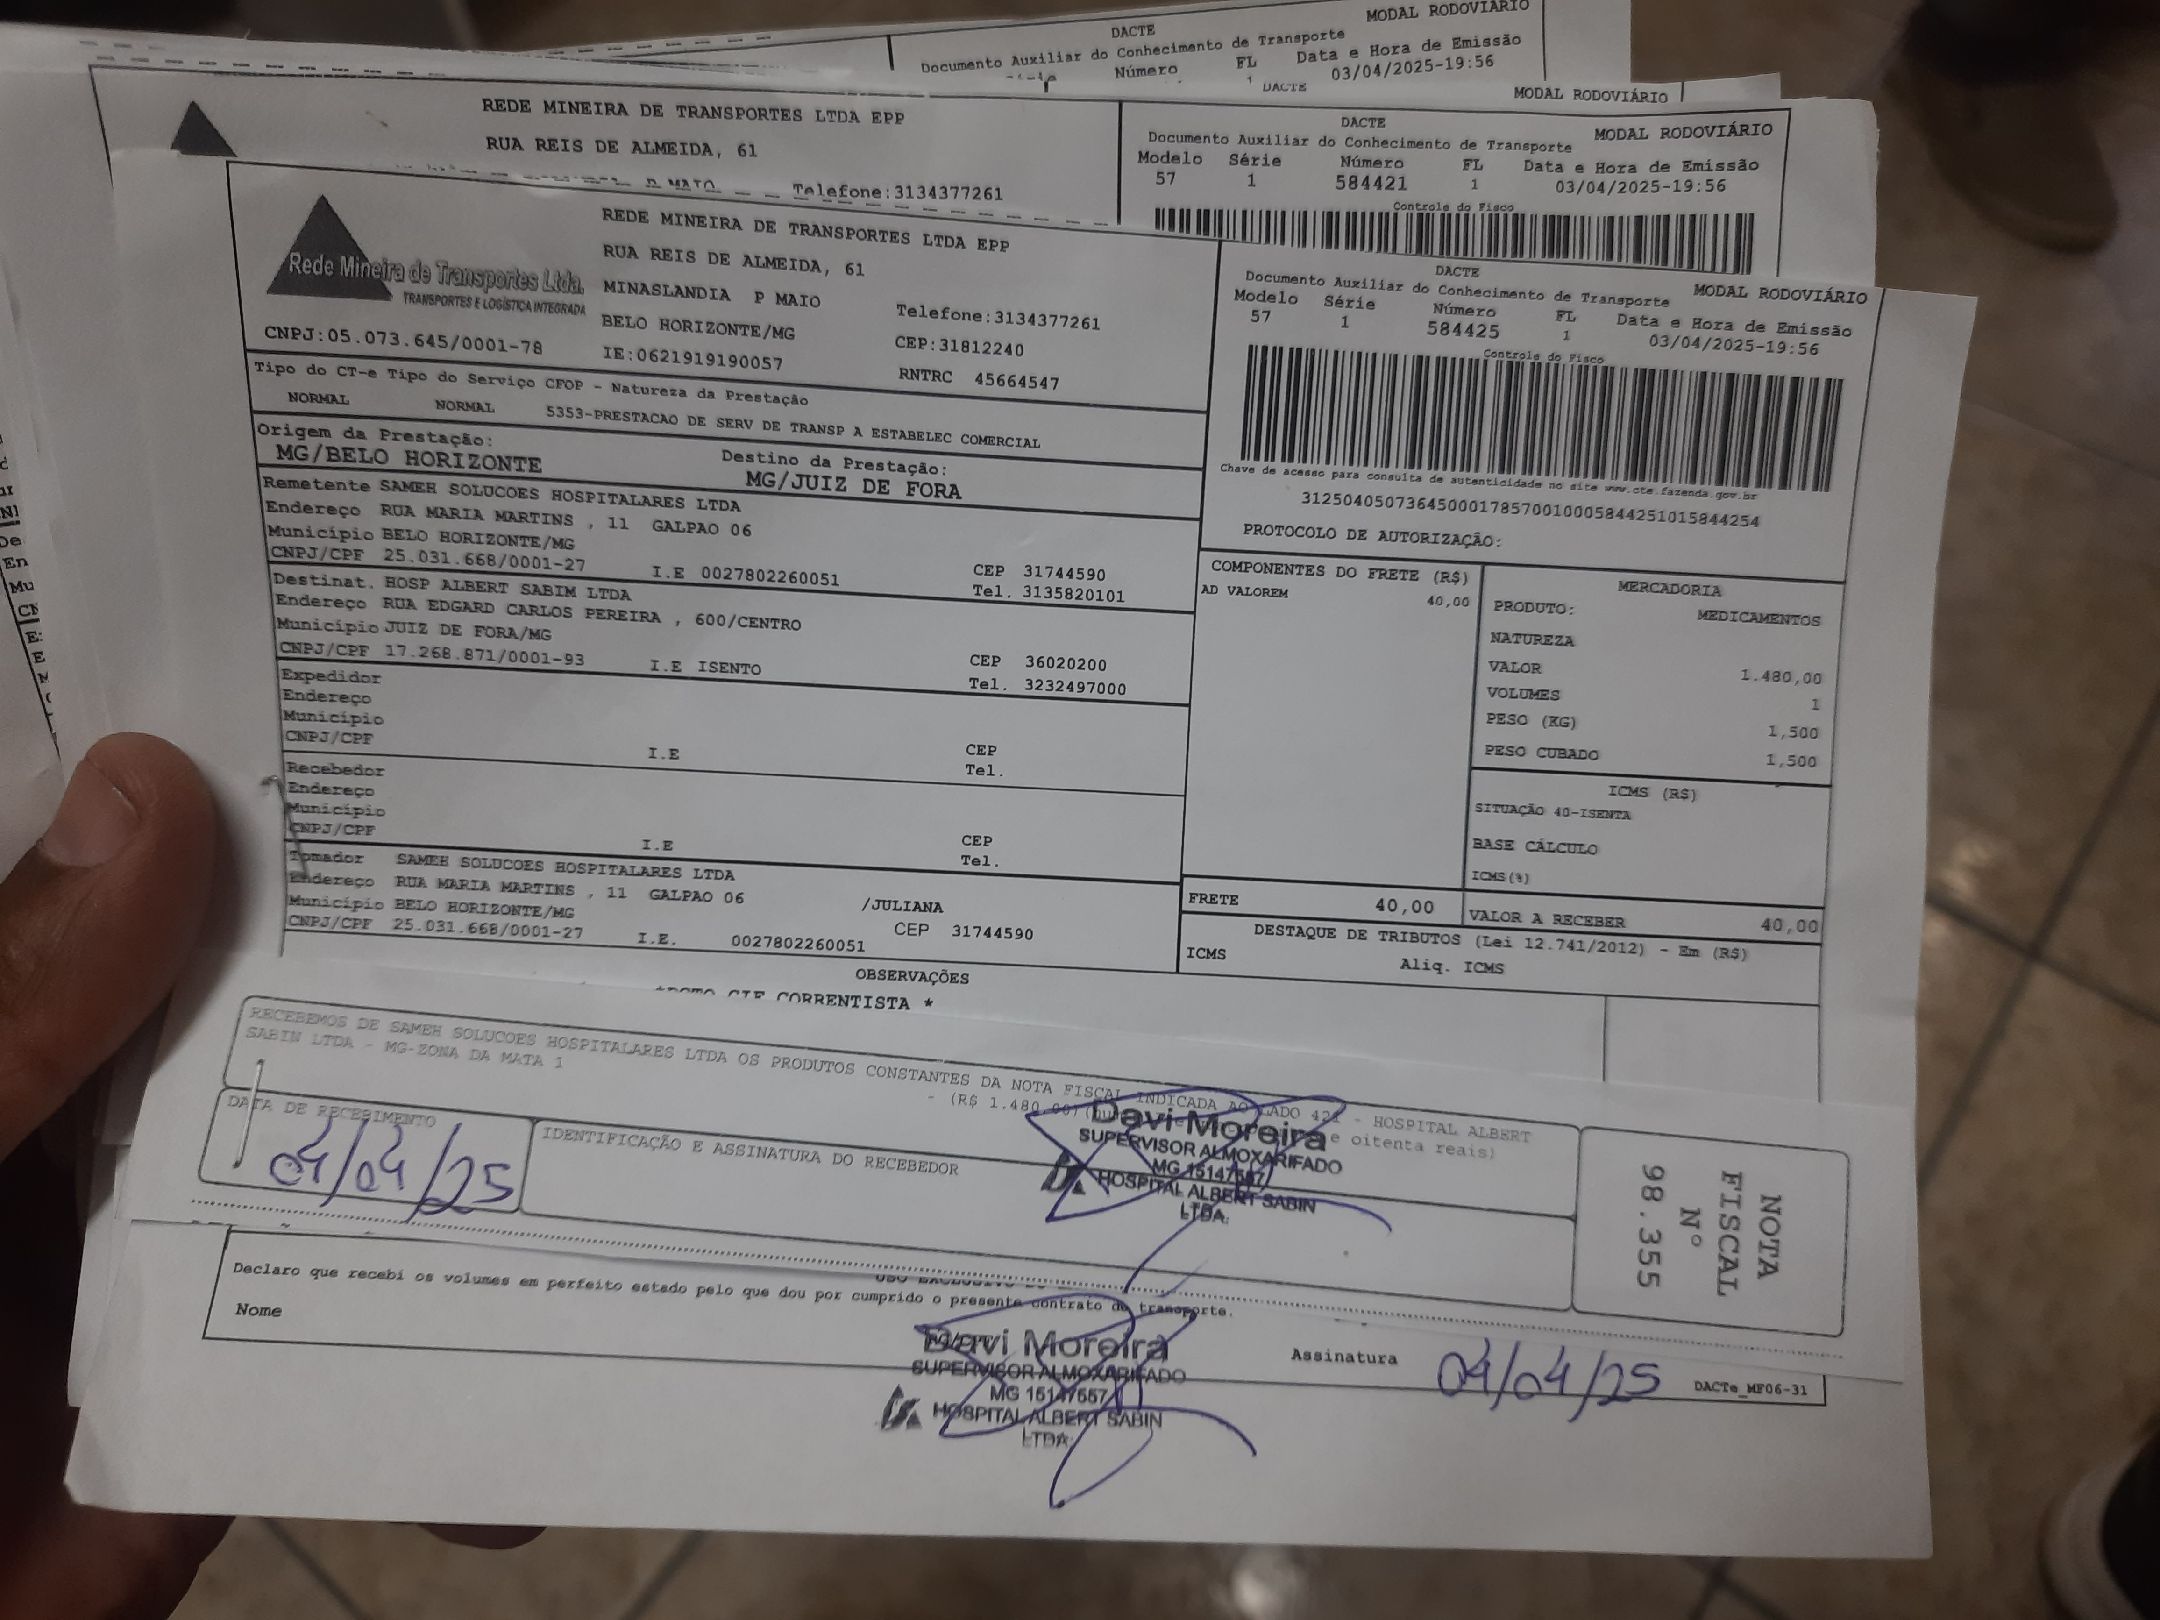 DACTE
MODAL RODOVIÁRIO
Documento Auxiliar do Conhecimento de Transporte
Número FL Data e Hora de Emissão
1 03/04/2025-19:56
DACTE
MODAL RODOVIÁRIO
REDE MINEIRA DE TRANSPORTES LTDA EPP
RUA REIS DE ALMEIDA, 61
P MAIO Telefone:3134377261
DACTE
MODAL RODOVIÁRIO
Documento Auxiliar do Conhecimento de Transporte
Modelo Série Número FL Data e Hora de Emissão
57 1 584421 1 03/04/2025-19:56
Controle do Fisco
Rede Mineira de Transportes Ltda.
TRANSPORTES E LOGÍSTICA INTEGRADA
CNPJ:05.073.645/0001-78
REDE MINEIRA DE TRANSPORTES LTDA EPP
RUA REIS DE ALMEIDA, 61
MINASLANDIA P MAIO
Telefone:3134377261
BELO HORIZONTE/MG
CEP:31812240
IE:0621919190057
RNTRC 45664547
DACTE
MODAL RODOVIÁRIO
Documento Auxiliar do Conhecimento de Transporte
Modelo Série Número FL Data e Hora de Emissão
57 1 584425 1 03/04/2025-19:56
Controle do Fisco
Chave de acesso para consulta de autenticidade no site www.cte.fazenda.gov.br
31250405073645000178570010005844251015844254
PROTOCOLO DE AUTORIZAÇÃO:
Tipo do CT-e Tipo do Serviço CFOP - Natureza da Prestação
NORMAL NORMAL 5353-PRESTACAO DE SERV DE TRANSP A ESTABELEC COMERCIAL
Origem da Prestação: Destino da Prestação:
MG/BELO HORIZONTE MG/JUIZ DE FORA
Remetente SAMEH SOLUCOES HOSPITALARES LTDA
Endereço RUA MARIA MARTINS , 11 GALPAO 06
Município BELO HORIZONTE/MG CEP 31744590
CNPJ/CPF 25.031.668/0001-27 I.E 0027802260051 Tel. 3135820101
Destinat. HOSP ALBERT SABIM LTDA
Endereço RUA EDGARD CARLOS PEREIRA , 600/CENTRO
Município JUIZ DE FORA/MG CEP 36020200
CNPJ/CPF 17.268.871/0001-93 I.E ISENTO Tel. 3232497000
Expedidor
Endereço
Município CEP
CNPJ/CPF I.E Tel.
Recebedor
Endereço
Município CEP
CNPJ/CPF I.E Tel.
Tomador SAMEH SOLUCOES HOSPITALARES LTDA
Endereço RUA MARIA MARTINS , 11 GALPAO 06 /JULIANA
Município BELO HORIZONTE/MG CEP 31744590
CNPJ/CPF 25.031.668/0001-27 I.E. 0027802260051
COMPONENTES DO FRETE (R$)
AD VALOREM 40,00
MERCADORIA
PRODUTO: MEDICAMENTOS
NATUREZA
VALOR 1.480,00
VOLUMES 1
PESO (KG) 1,500
PESO CUBADO 1,500
ICMS (R$)
SITUAÇÃO 40-ISENTA
BASE CÁLCULO
ICMS(%)
FRETE 40,00 VALOR A RECEBER 40,00
DESTAQUE DE TRIBUTOS (Lei 12.741/2012) - Em (R$)
ICMS Aliq. ICMS
OBSERVAÇÕES
CIF CORRENTISTA *
RECEBEMOS DE SAMEH SOLUCOES HOSPITALARES LTDA OS PRODUTOS CONSTANTES DA NOTA FISCAL INDICADA AO LADO 421 - HOSPITAL ALBERT
SABIN LTDA - MG-ZONA DA MATA 1 - (R$ 1.480,00) e oitenta reais)
DATA DE RECEBIMENTO
04/04/25
IDENTIFICAÇÃO E ASSINATURA DO RECEBEDOR
Davi Moreira
SUPERVISOR ALMOXARIFADO
MG 15147557
HOSPITAL ALBERT SABIN
LTDA.
NOTA
FISCAL
Nº
98.355
Declaro que recebi os volumes em perfeito estado pelo que dou por cumprido o presente contrato de transporte.
Nome
Davi Moreira
SUPERVISOR ALMOXARIFADO
MG 15147557
HOSPITAL ALBERT SABIN
LTDA.
Assinatura 04/04/25 DACTe_MF06-31